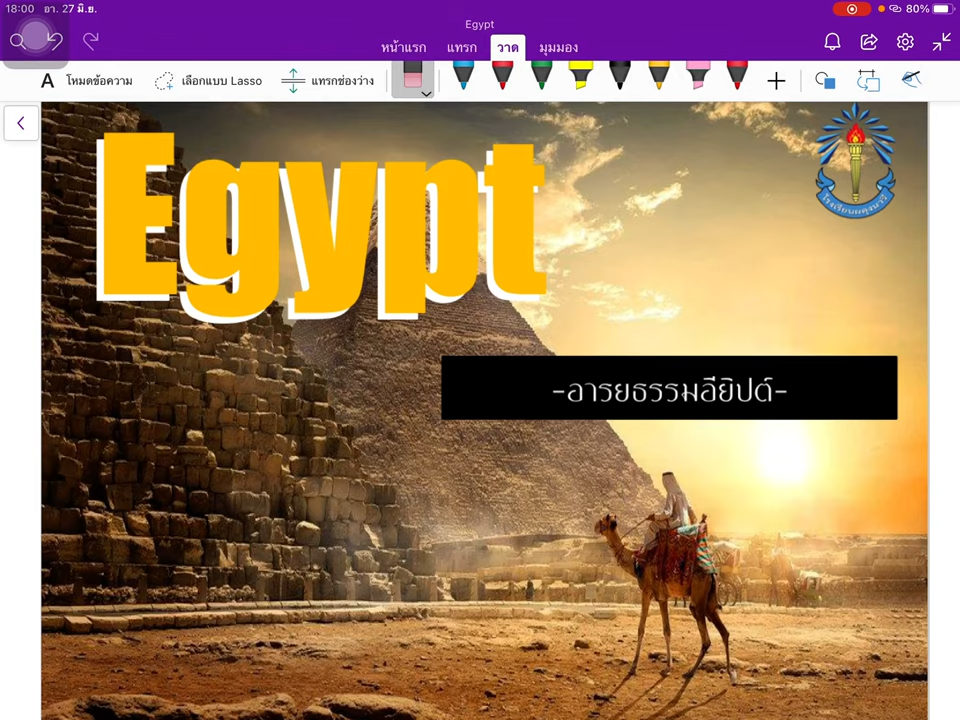 18:00 อา. 27 มิ.ย.
80%
Egypt
หน้าแรก แทรก วาด มุมมอง
A โหมดข้อความ เลือกแบบ Lasso แทรกช่องว่าง
Egypt
-อารยธรรมอียิปต์-